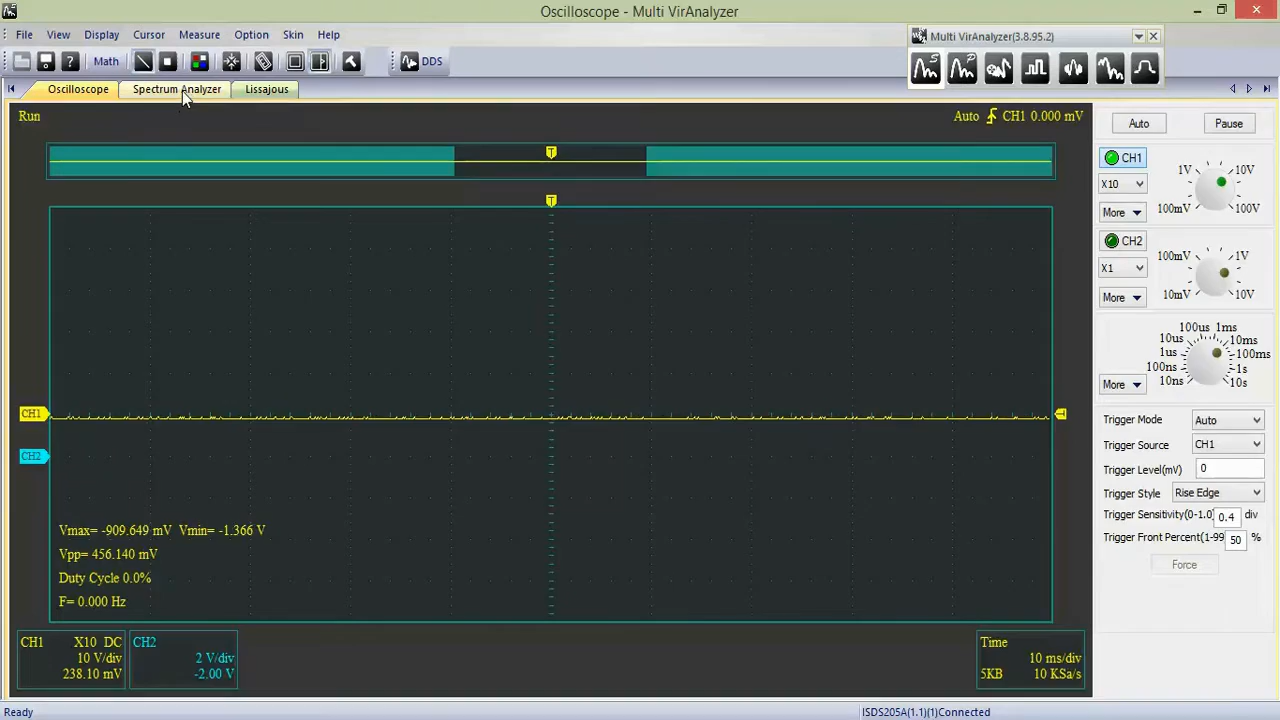 Oscilloscope - Multi VirAnalyzer
File View Display Cursor Measure Option Skin Help
Multi VirAnalyzer(3.8.95.2)
Math
DDS
Oscilloscope Spectrum Analyzer Lissajous
Run
Auto CH1 0.000 mV
T
T
Auto Pause
CH1
X10
More
1V 10V
100mV 100V
CH2
X1
More
100mV 1V
10mV 10V
100us 1ms
10us 10ms
1us 100ms
100ns 1s
10ns 10s
More
CH1
CH2
Trigger Mode Auto
Trigger Source CH1
Trigger Level(mV) 0
Trigger Style Rise Edge
Trigger Sensitivity(0-1.0) 0.4 div
Trigger Front Percent(1-99 50 %
Force
Vmax= -909.649 mV Vmin= -1.366 V
Vpp= 456.140 mV
Duty Cycle 0.0%
F= 0.000 Hz
CH1 X10 DC
10 V/div
238.10 mV
CH2
2 V/div
-2.00 V
Time
10 ms/div
5KB 10 KSa/s
Ready
ISDS205A(1.1)(1)Connected